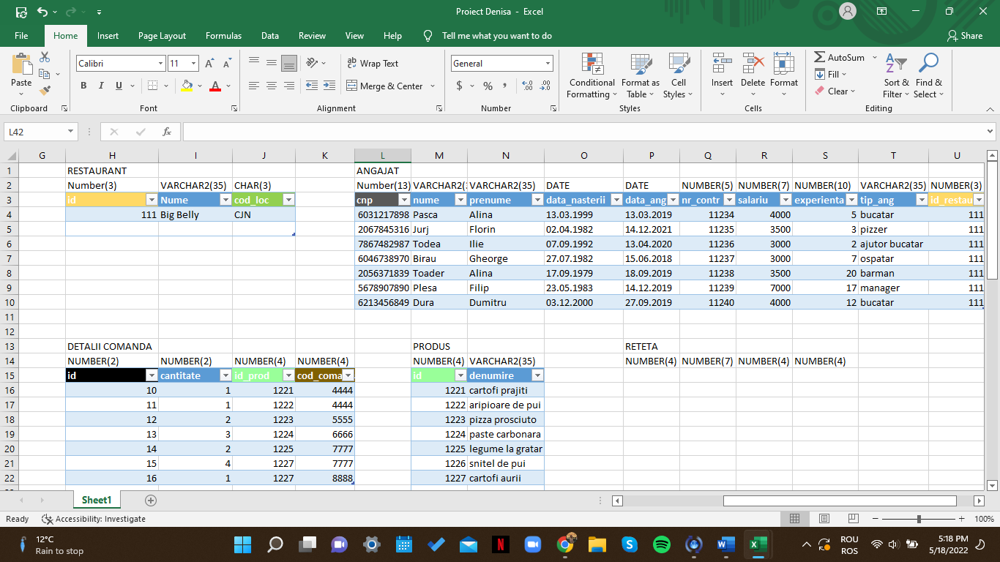 Proiect Denisa - Excel
File Home Insert Page Layout Formulas Data Review View Help Tell me what you want to do Share
Calibri 11 Wrap Text General Conditional Formatting Format as Table Cell Styles Insert Delete Format AutoSum Fill Clear Sort & Filter Find & Select
Paste B I U Merge & Center $ % ,
Clipboard Font Alignment Number Styles Cells Editing
L42 fx
G H I J K L M N O P Q R S T U
1 RESTAURANT ANGAJAT
2 Number(3) VARCHAR2(35) CHAR(3) Number(13) VARCHAR2(3 VARCHAR2(35) DATE DATE NUMBER(5) NUMBER(7) NUMBER(10) VARCHAR2(35) NUMBER(3)
3 id Nume cod_loc cnp nume prenume data_nasterii data_ang nr_contr salariu experienta tip_ang id_restau
4 111 Big Belly CJN 6031217898 Pasca Alina 13.03.1999 13.03.2019 11234 4000 5 bucatar 111
5 2067845316 Jurj Florin 02.04.1982 14.12.2021 11235 3500 3 pizzer 111
6 7867482987 Todea Ilie 07.09.1992 13.04.2020 11236 3000 2 ajutor bucatar 111
7 6046738970 Birau Gheorge 27.07.1982 15.06.2018 11237 3000 7 ospatar 111
8 2056371839 Toader Alina 17.09.1979 18.09.2019 11238 3500 20 barman 111
9 5678907890 Plesa Filip 23.05.1983 14.12.2019 11239 7000 17 manager 111
10 6213456849 Dura Dumitru 03.12.2000 27.09.2019 11240 4000 12 bucatar 111
11
12
13 DETALII COMANDA PRODUS RETETA
14 NUMBER(2) NUMBER(2) NUMBER(4) NUMBER(4) NUMBER(4) VARCHAR2(35) NUMBER(4) NUMBER(7) NUMBER(4) NUMBER(4)
15 id cantitate id_prod cod_coma id denumire
16 10 1 1221 4444 1221 cartofi prajiti
17 11 1 1222 4444 1222 aripioare de pui
18 12 2 1223 5555 1223 pizza prosciuto
19 13 3 1224 6666 1224 paste carbonara
20 14 2 1225 7777 1225 legume la gratar
21 15 4 1227 7777 1226 snitel de pui
22 16 1 1227 8888 1227 cartofi aurii
Sheet1
Ready Accessibility: Investigate 100%
12°C
Rain to stop
ROU
ROS
5:18 PM
5/18/2022